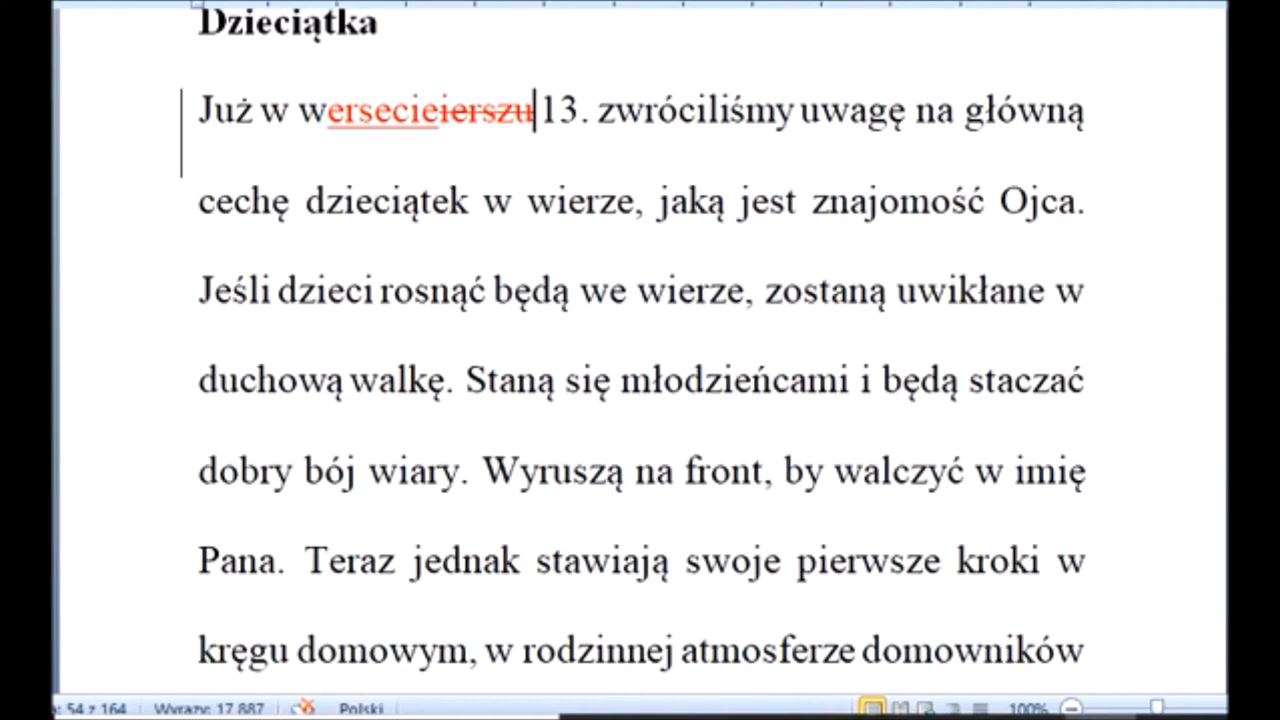 Dzieciątka
Już w wersecieierszu 13. zwróciliśmy uwagę na główną
cechę dzieciątek w wierze, jaką jest znajomość Ojca.
Jeśli dzieci rosnąć będą we wierze, zostaną uwikłane w
duchową walkę. Staną się młodzieńcami i będą staczać
dobry bój wiary. Wyruszą na front, by walczyć w imię
Pana. Teraz jednak stawiają swoje pierwsze kroki w
kręgu domowym, w rodzinnej atmosferze domowników
: 54 z 164 Wyrazy: 17 887 Polski 100%